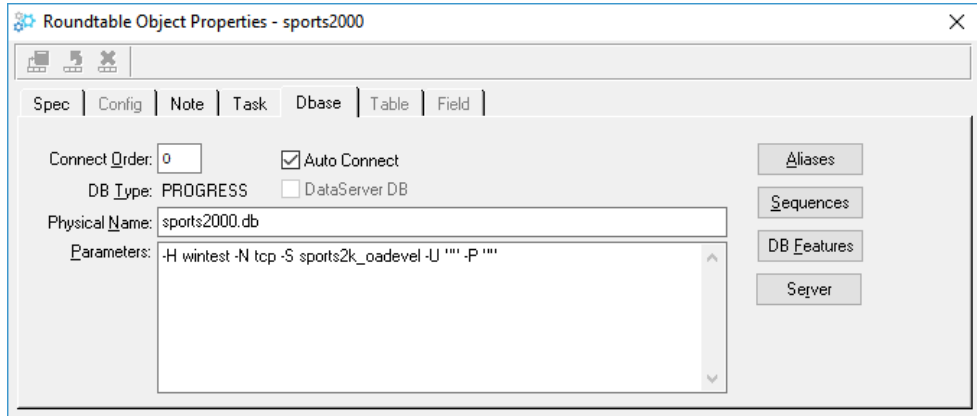 Roundtable Object Properties - sports2000
Spec Config Note Task Dbase Table Field
Connect Order: 0 Auto Connect Aliases
DB Type: PROGRESS DataServer DB
Sequences
Physical Name: sports2000.db
Parameters: -H wintest -N tcp -S sports2k_oadevel -U '""' -P '""' DB Features
Server